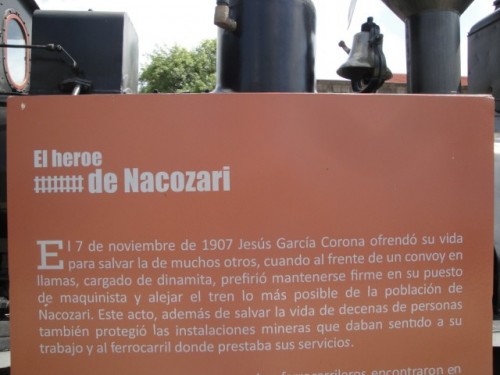 El heroe
de Nacozari
El 7 de noviembre de 1907 Jesús García Corona ofrendó su vida
para salvar la de muchos otros, cuando al frente de un convoy en
llamas, cargado de dinamita, prefirió mantenerse firme en su puesto
de maquinista y alejar el tren lo más posible de la población de
Nacozari. Este acto, además de salvar la vida de decenas de personas
también protegió las instalaciones mineras que daban sentido a su
trabajo y al ferrocarril donde prestaba sus servicios.
ferrocarrileros encontraron en